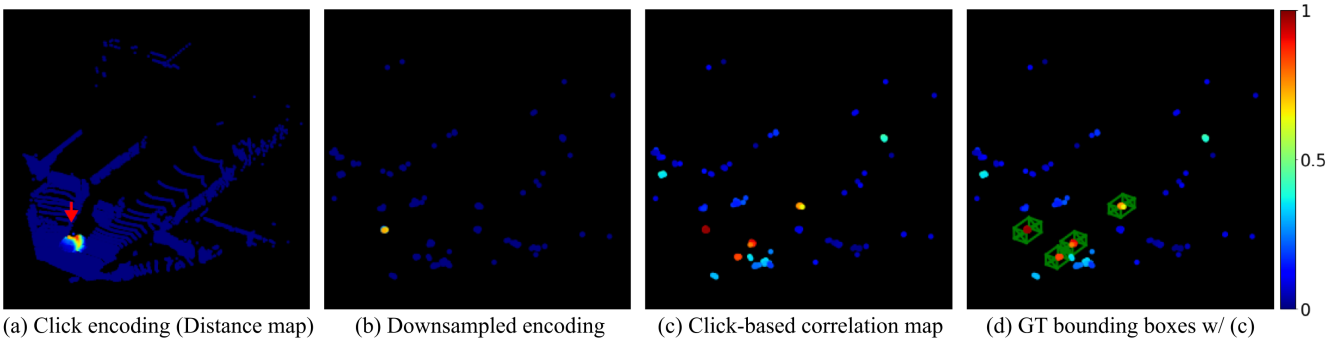 1
0.5
0
(a) Click encoding (Distance map)
(b) Downsampled encoding
(c) Click-based correlation map
(d) GT bounding boxes w/ (c)